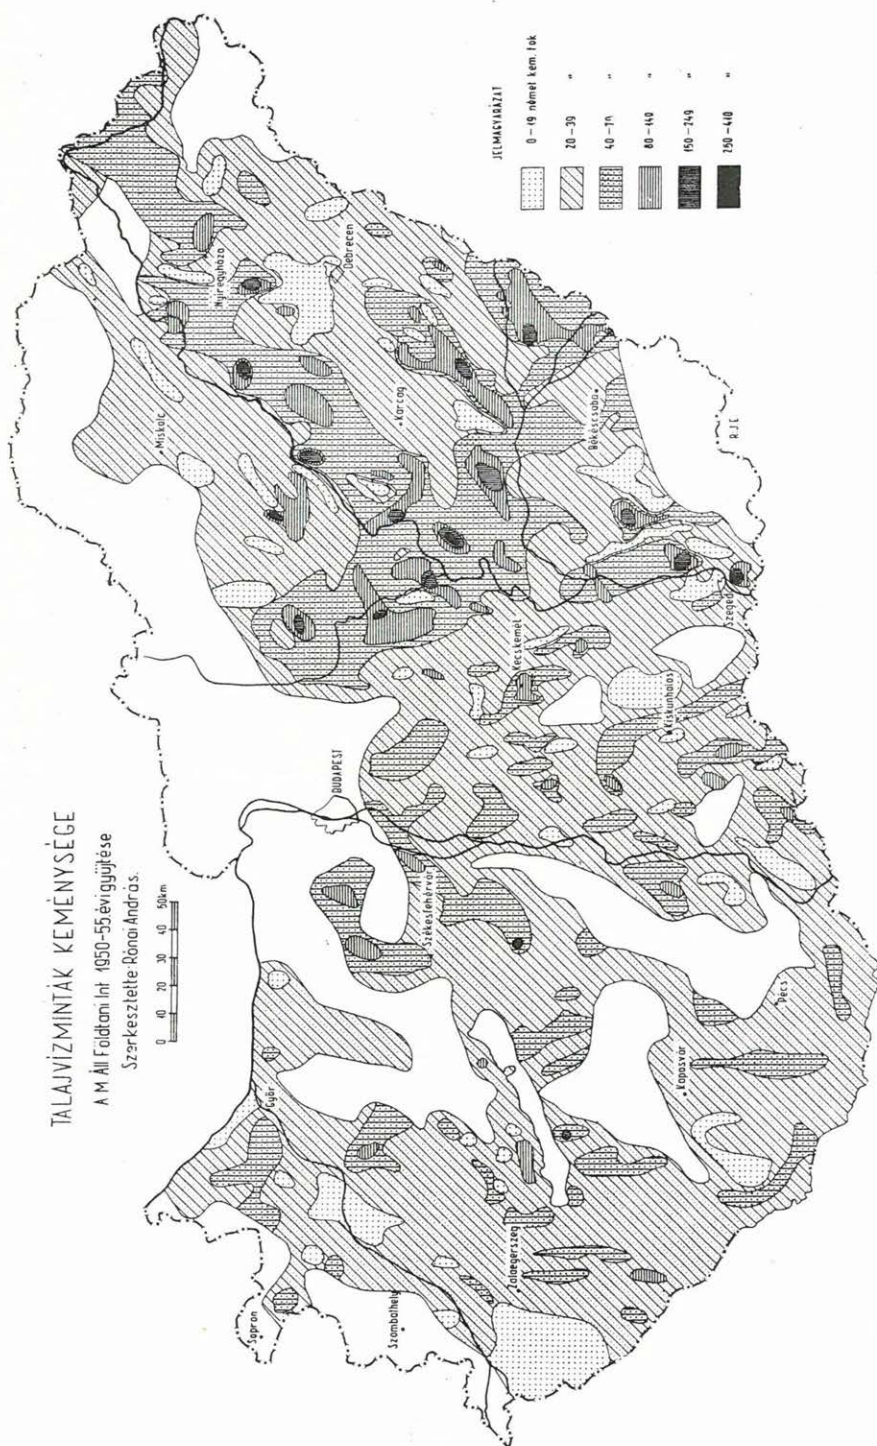 TALAJVÍZMINTÁK KEMÉNYSÉGE
A M Áll Földtani Int 1950-55.évi gyűjtése
Szerkesztette: Rónai András.
0 10 20 30 40 50km
JELMAGYARÁZAT
0-19 német kem. fok
20-39 "
40-79 "
80-149 "
150-249 "
250-410 "
Sopron
Győr
Szombathely
Zalaegerszeg
Kaposvár
Pécs
Székesfehérvár
BUDAPEST
Kecskemét
Kiskunhalas
Szeged
Miskolc
Nyíregyháza
Debrecen
Karcag
Békéscsaba
R.J.E